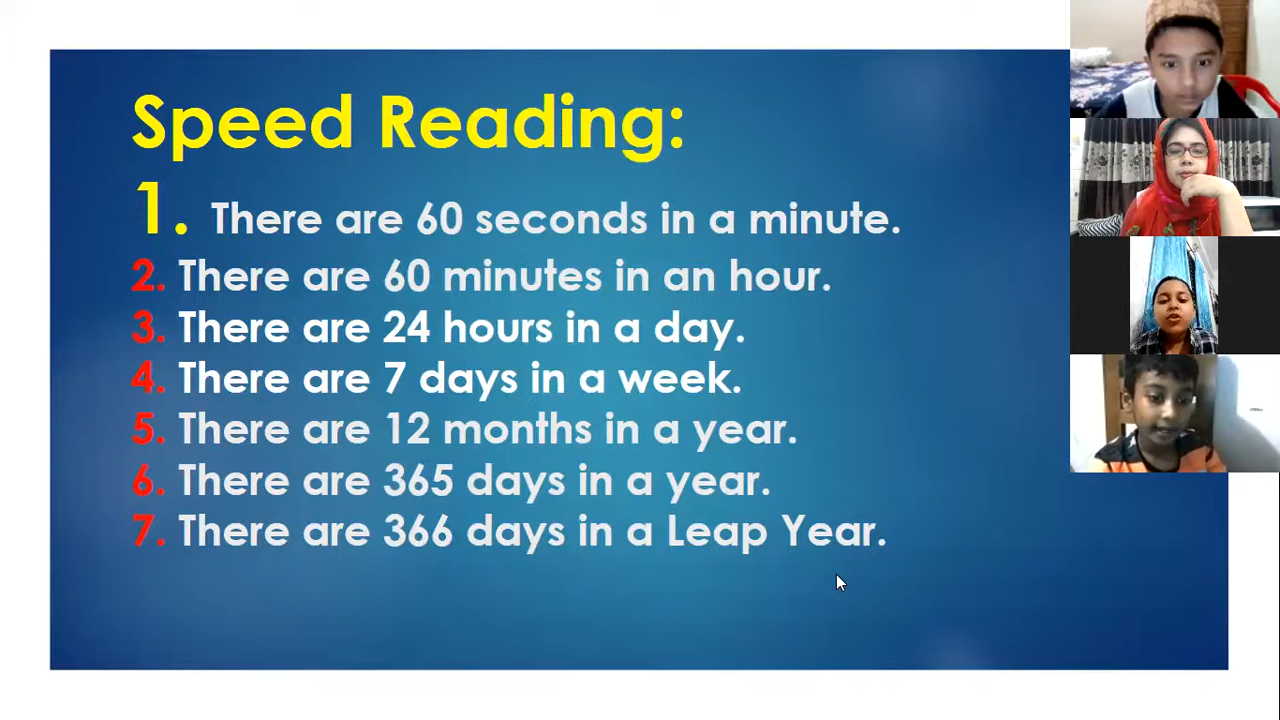 Speed Reading:
1. There are 60 seconds in a minute.
2. There are 60 minutes in an hour.
3. There are 24 hours in a day.
4. There are 7 days in a week.
5. There are 12 months in a year.
6. There are 365 days in a year.
7. There are 366 days in a Leap Year.